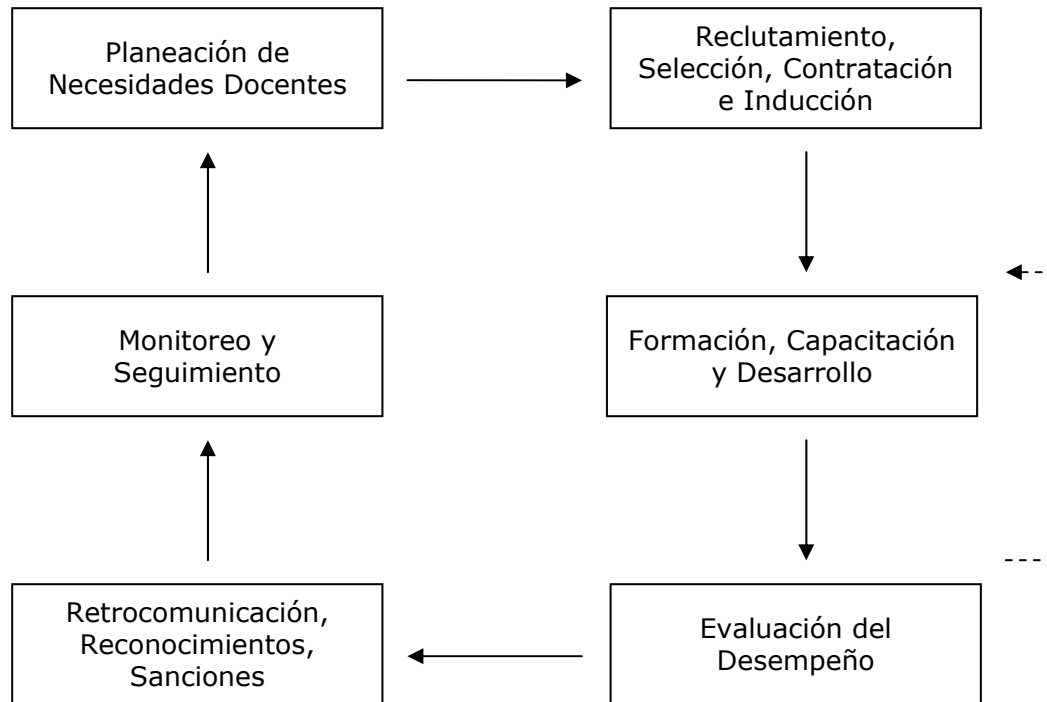 Planeación de
Necesidades Docentes
Reclutamiento,
Selección, Contratación
e Inducción
Monitoreo y
Seguimiento
Formación, Capacitación
y Desarrollo
Retrocomunicación,
Reconocimientos,
Sanciones
Evaluación del
Desempeño